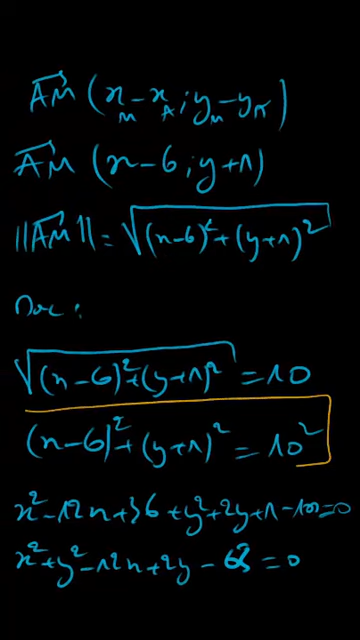 AM⃗ (x_M - x_A ; y_M - y_A)
AM⃗ (x - 6 ; y + 1)
||AM⃗|| = √((x-6)² + (y+1)²)
Donc :
√((x-6)² + (y+1)²) = 10
(x-6)² + (y+1)² = 10²
x² - 12x + 36 + y² + 2y + 1 - 100 = 0
x² + y² - 12x + 2y - 63 = 0